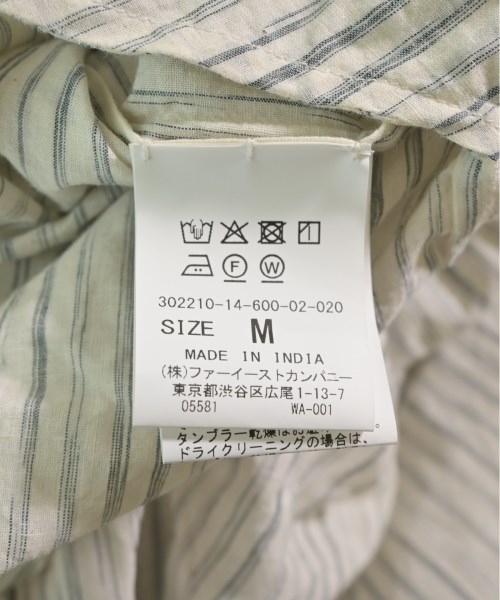 F W
302210-14-600-02-020
SIZE M
MADE IN INDIA
(株)ファーイーストカンパニー
東京都渋谷区広尾1-13-7
05581 WA-001
タンブラー乾燥はお避け
ドライクリーニングの場合は、